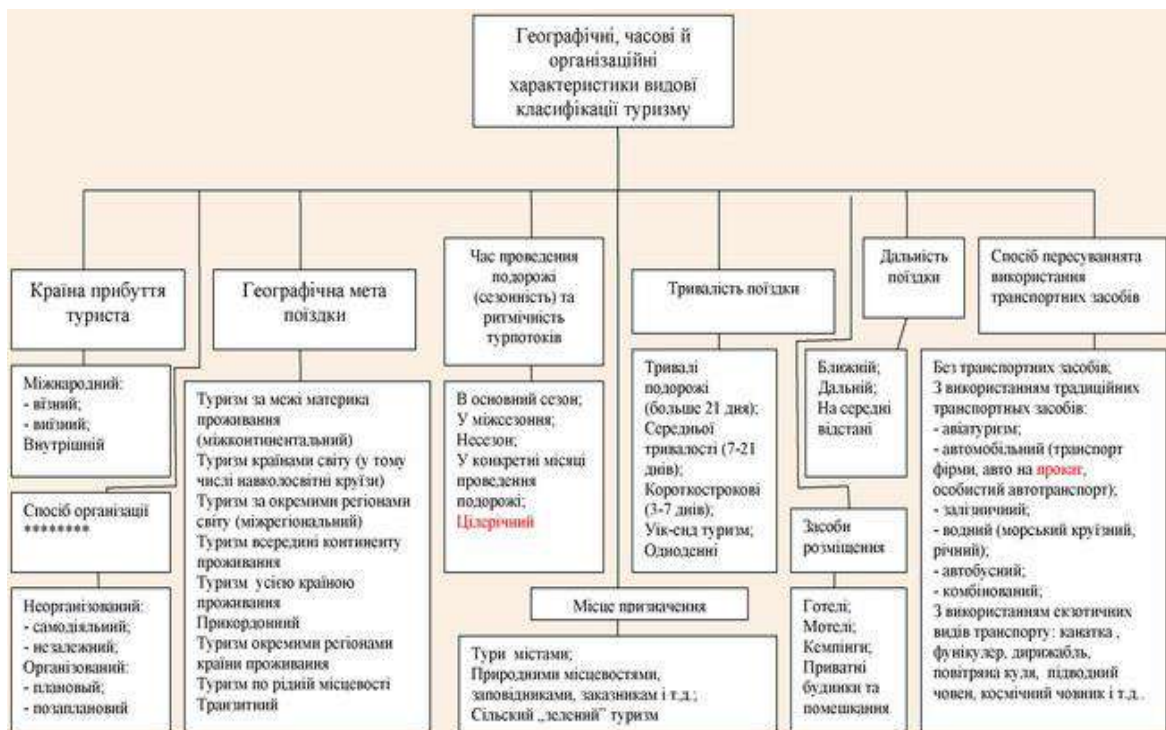 Географічні, часові й
організаційні
характеристики видової
класифікації туризму
Країна прибуття
туриста
Міжнародний:
- візний;
- виїзний;
Внутрішній
Спосіб організації
********
Неорганізований:
- самодіяльний;
- незалежний;
Організований:
- плановый;
- позаплановий
Географічна мета
поїздки
Туризм за межі материка
проживання
(міжконтинентальний)
Туризм країнами світу (у тому
числі навколосвітні круїзи)
Туризм за окремими регіонами
світу (міжрегіональний)
Туризм всередині континенту
проживання
Туризм усією країною
проживання
Прикордонний
Туризм окремими регіонами
країни проживання
Туризм по рідній місцевості
Транзитний
Час проведення
подорожі
(сезонність) та
ритмічність
турпотоків
В основний сезон;
У міжсезоння;
Несезон;
У конкретні місяці
проведення
подорожі;
Цілерічний
Місце призначення
Тури містами;
Природними місцевостями,
заповідниками, заказникам і т.д.;
Сільский „зелений” туризм
Тривалість поїздки
Тривалі
подорожі
(больше 21 дня);
Середньої
тривалості (7-21
днів);
Короткострокові
(3-7 днів);
Уїк-енд туризм;
Одноденні
Засоби
розміщення
Готелі;
Мотелі;
Кемпінги;
Приватні
будинки та
помешкання
Дальність
поїздки
Ближній;
Дальній;
На середні
відстані
Спосіб пересуваннята
використання
транспортних засобів
Без транспортних засобів;
З використанням традиційних
транспортных засобів:
- авіатуризм;
- автомобільний (транспорт
фірми, авто на прокат,
особистий автотранспорт);
- залізничний;
- водний (морський круїзний,
річний);
- автобусний;
- комбінований;
З використанням екзотичних
видів транспорту: канатка ,
фунікулер, дирижабль,
повітряна куля, підводний
човен, космічний човник і т.д..